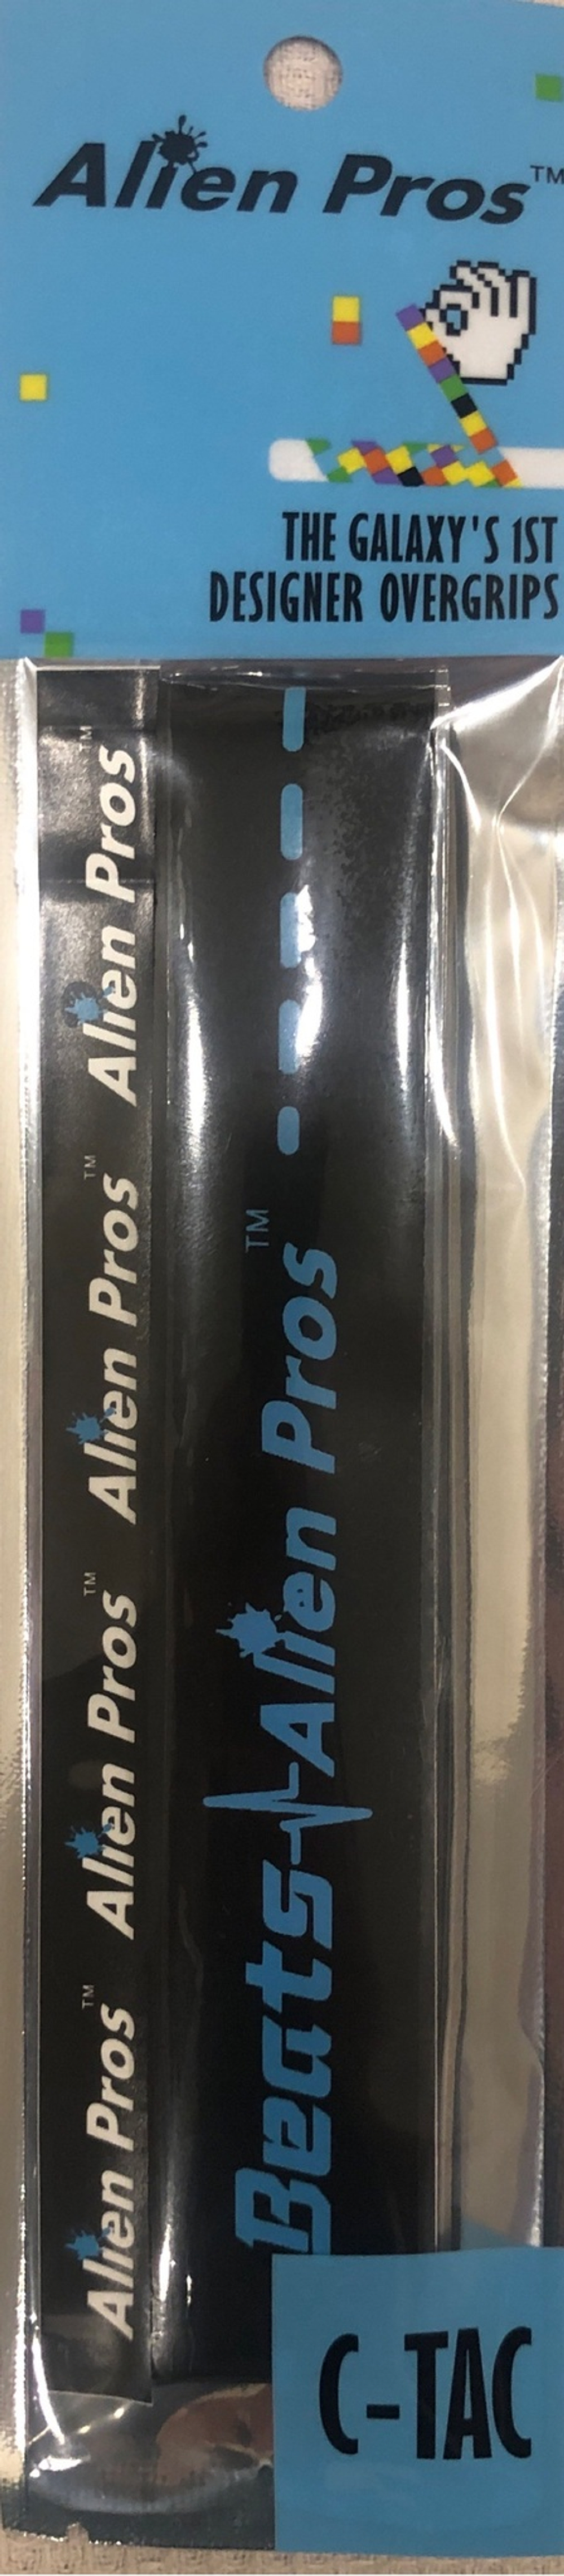 Alien Pros™
THE GALAXY'S 1ST
DESIGNER OVERGRIPS
Alien Pros™
Alien Pros™
Alien Pros™
Alien Pros™
Beats Alien Pros™
C-TAC